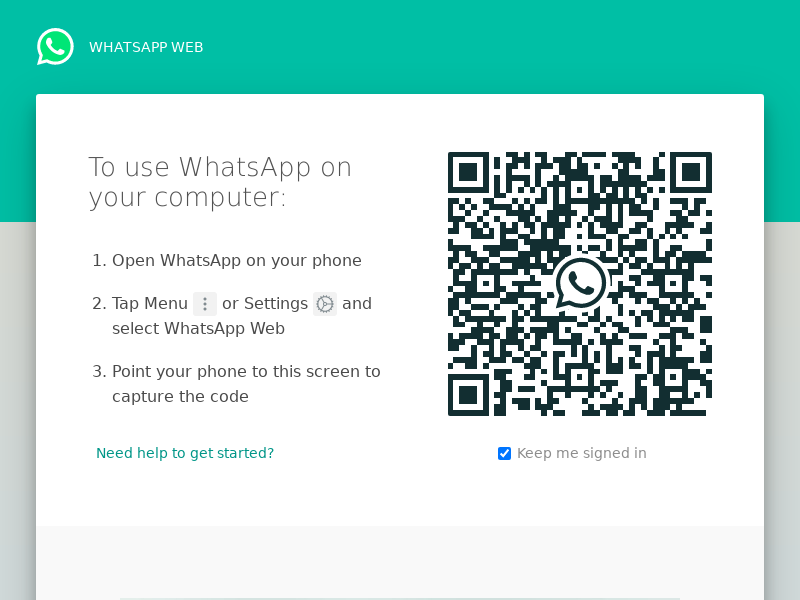 WHATSAPP WEB
To use WhatsApp on
your computer:
1. Open WhatsApp on your phone
2. Tap Menu or Settings and
select WhatsApp Web
3. Point your phone to this screen to
capture the code
Need help to get started?
Keep me signed in